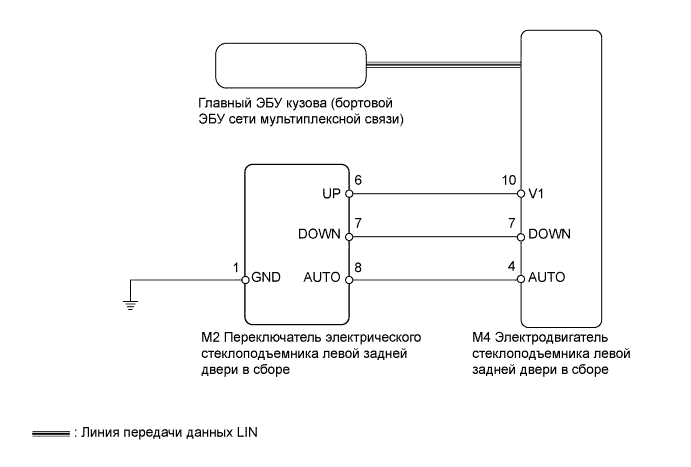 Главный ЭБУ кузова (бортовой
ЭБУ сети мультиплексной связи)
6
10
UP
V1
7
7
DOWN
DOWN
1
8
4
GND
AUTO
AUTO
M2 Переключатель электрического
стеклоподъемника левой задней
двери в сборе
M4 Электродвигатель
стеклоподъемника левой
задней двери в сборе
: Линия передачи данных LIN